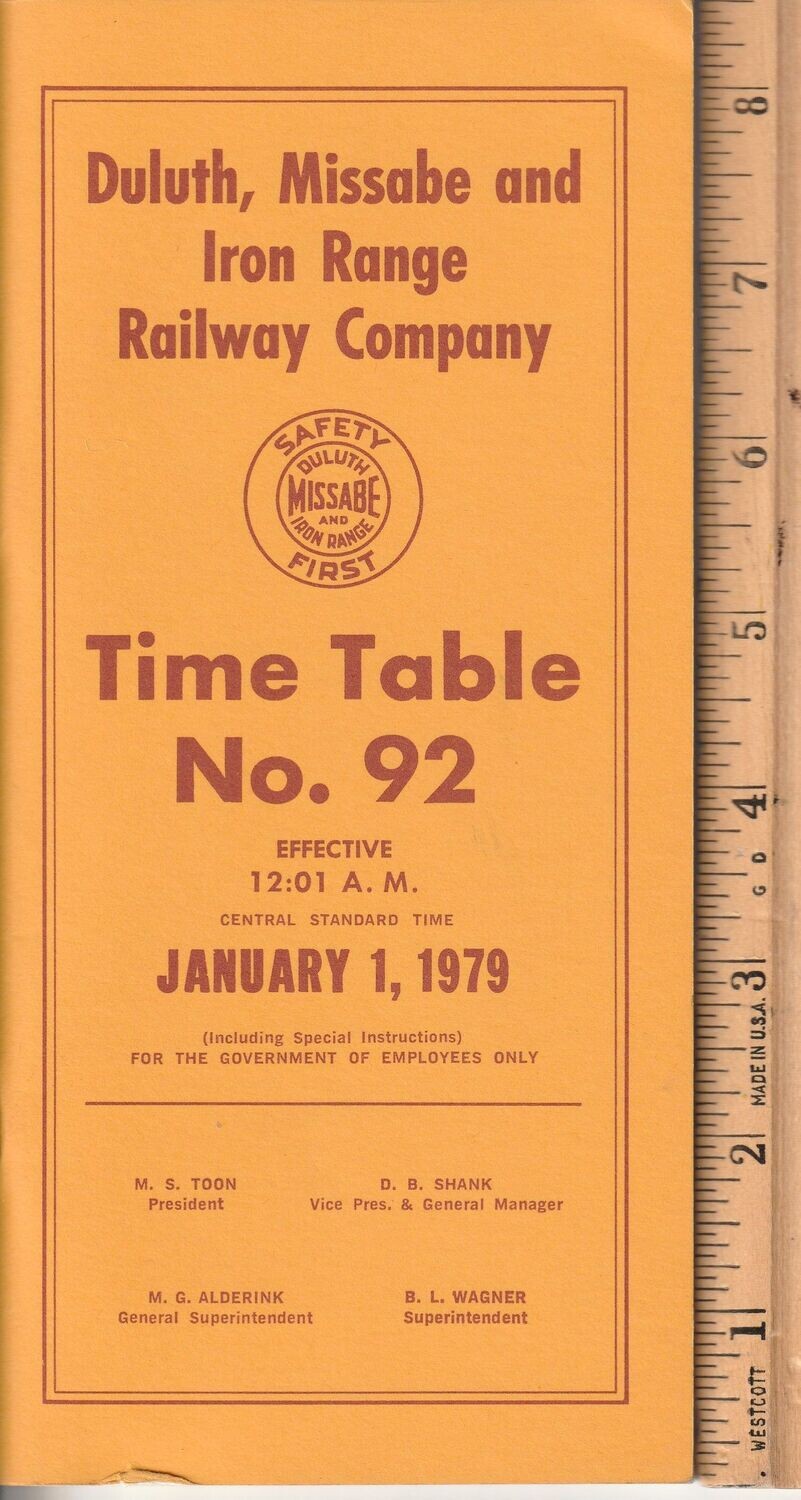 Duluth, Missabe and
Iron Range
Railway Company
SAFETY
DULUTH
MISSABE
AND
IRON RANGE
FIRST
Time Table
No. 92
EFFECTIVE
12:01 A. M.
CENTRAL STANDARD TIME
JANUARY 1, 1979
(Including Special Instructions)
FOR THE GOVERNMENT OF EMPLOYEES ONLY
M. S. TOON
President
D. B. SHANK
Vice Pres. & General Manager
M. G. ALDERINK
General Superintendent
B. L. WAGNER
Superintendent
8
7
6
5
4
G D
3
MADE IN U.S.A.
2
1
WESTCOTT